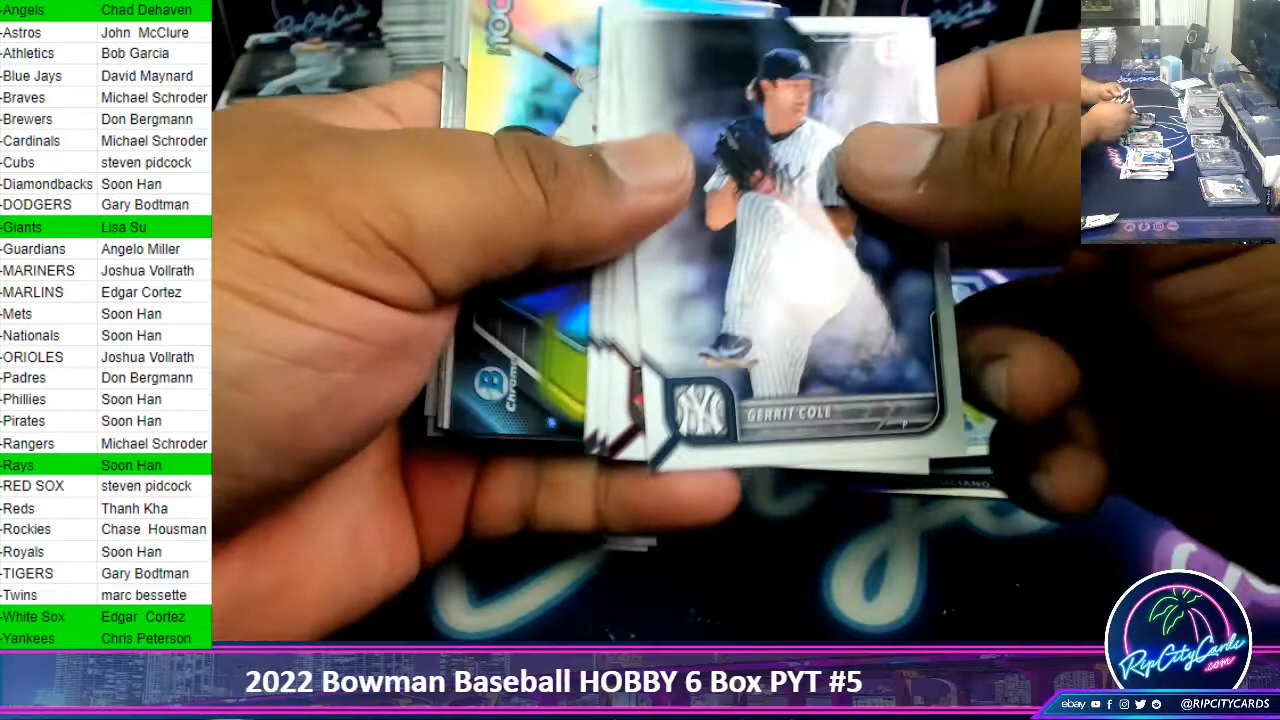 -Angels Chad Dehaven
-Astros John McClure
-Athletics Bob Garcia
-Blue Jays David Maynard
-Braves Michael Schroder
-Brewers Don Bergmann
-Cardinals Michael Schroder
-Cubs steven pidcock
-Diamondbacks Soon Han
-DODGERS Gary Bodtman
-Giants Lisa Su
-Guardians Angelo Miller
-MARINERS Joshua Vollrath
-MARLINS Edgar Cortez
-Mets Soon Han
-Nationals Soon Han
-ORIOLES Joshua Vollrath
-Padres Don Bergmann
-Phillies Soon Han
-Pirates Soon Han
-Rangers Michael Schroder
-Rays Soon Han
-RED SOX steven pidcock
-Reds Thanh Kha
-Rockies Chase Housman
-Royals Soon Han
-TIGERS Gary Bodtman
-Twins marc bessette
-White Sox Edgar Cortez
-Yankees Chris Peterson
B
Chrome
NY
GERRIT COLE
P
RipCityCards
.com
2022 Bowman Baseball HOBBY 6 Box PYT #5
ebay @RIPCITYCARDS